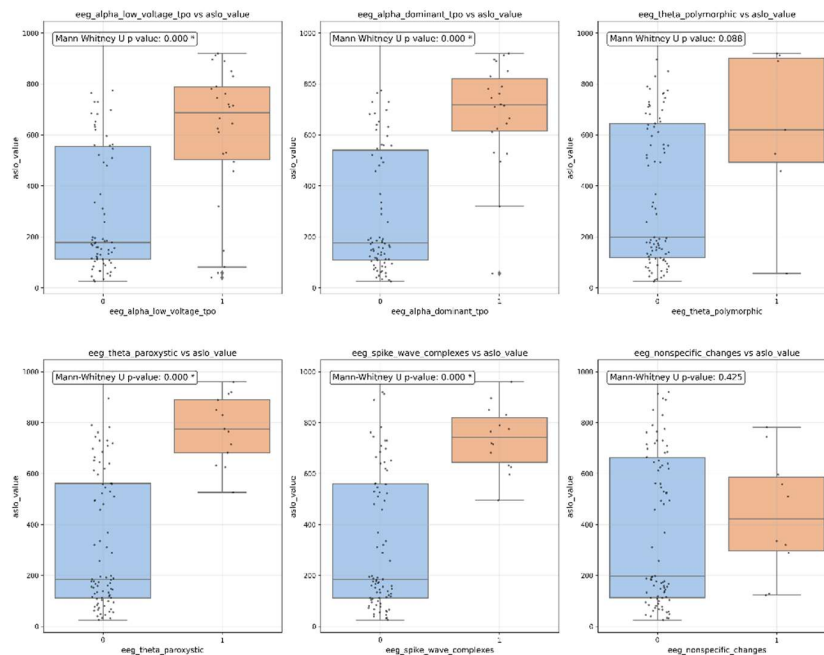 eeg_alpha_low_voltage_tpo vs aslo_value
Mann Whitney U p value: 0.000 *
1000
800
600
400
200
0
aslo_value
0
1
eeg_alpha_low_voltage_tpo
eeg_alpha_dominant_tpo vs aslo_value
Mann Whitney U p value: 0.000 *
1000
800
600
400
200
0
aslo_value
0
1
eeg_alpha_dominant_tpo
eeg_theta_polymorphic vs aslo_value
Mann Whitney U p value: 0.088
1000
800
600
400
200
0
aslo_value
0
1
eeg_theta_polymorphic
eeg_theta_paroxystic vs aslo_value
Mann-Whitney U p-value: 0.000 *
1000
800
600
400
200
0
aslo_value
0
1
eeg_theta_paroxystic
eeg_spike_wave_complexes vs aslo_value
Mann-Whitney U p-value: 0.000 *
1000
800
600
400
200
0
aslo_value
0
1
eeg_spike_wave_complexes
eeg_nonspecific_changes vs aslo_value
Mann-Whitney U p-value: 0.425
1000
800
600
400
200
0
aslo_value
0
1
eeg_nonspecific_changes